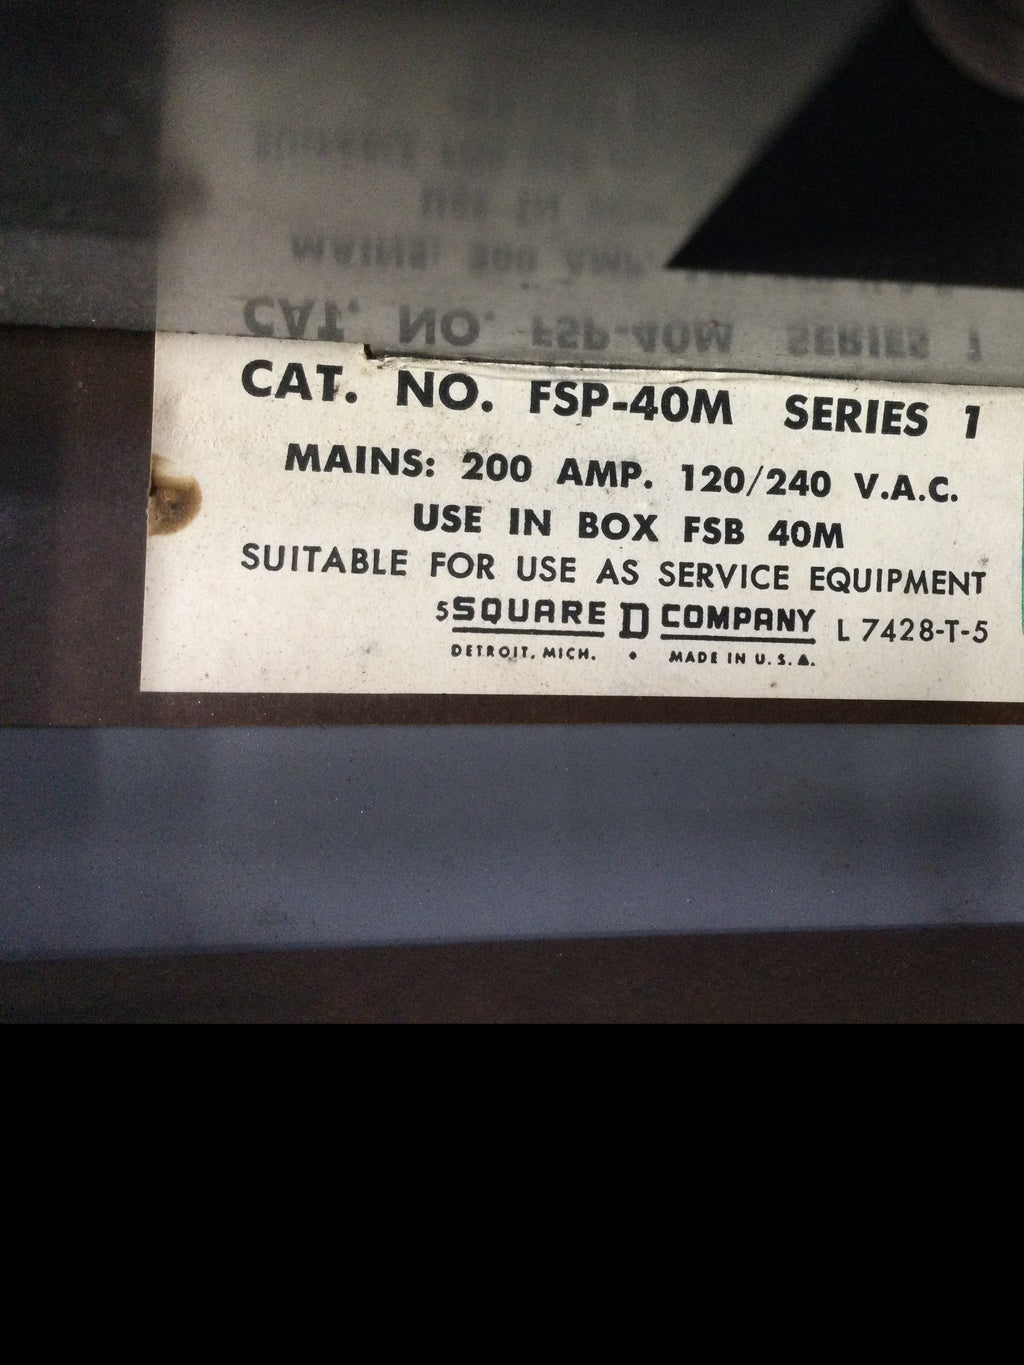 CAT. NO. FSP-40M SERIES 1
MAINS: 200 AMP. 120/240 V.A.C.
USE IN BOX FSB 40M
SUITABLE FOR USE AS SERVICE EQUIPMENT
5 SQUARE D COMPANY L 7428-T-5
DETROIT, MICH. • MADE IN U.S.A.